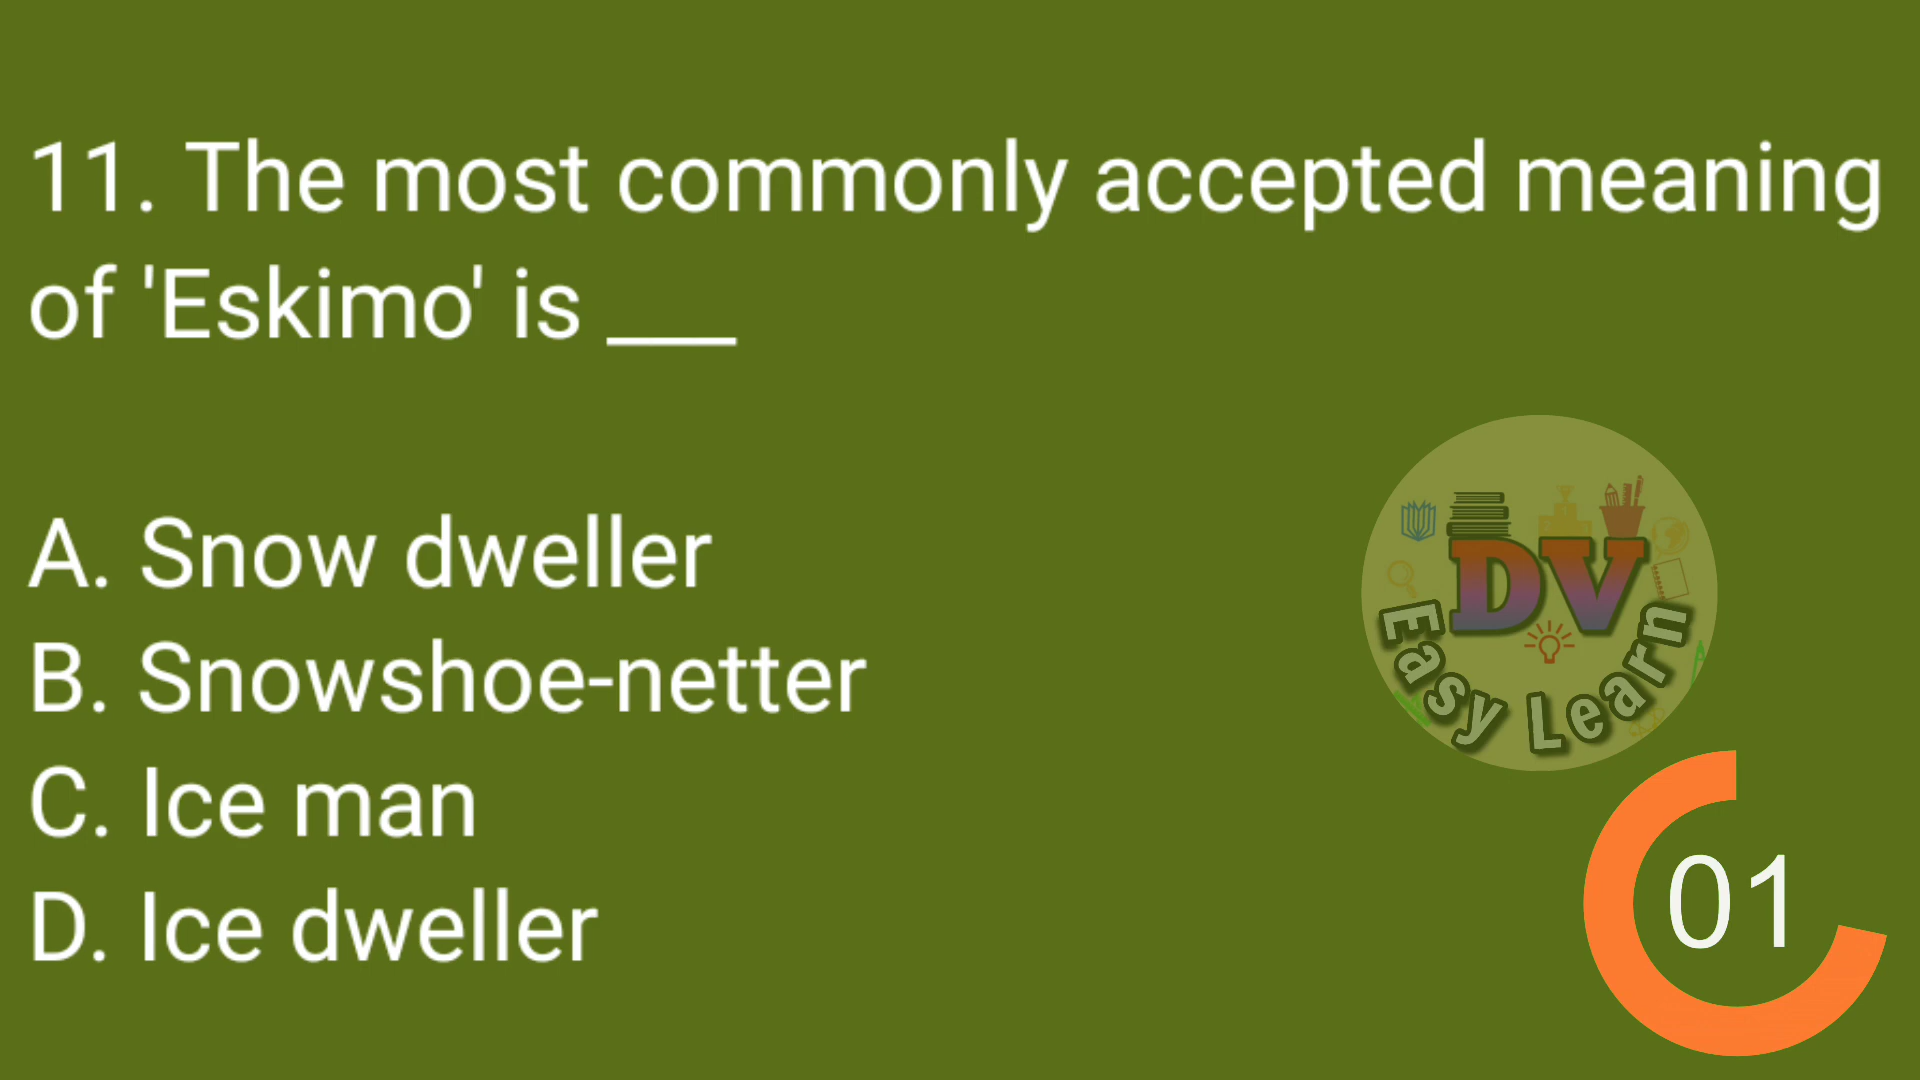 11. The most commonly accepted meaning
of 'Eskimo' is ___
A. Snow dweller
B. Snowshoe-netter
C. Ice man
D. Ice dweller
DV
Easy Learn
01